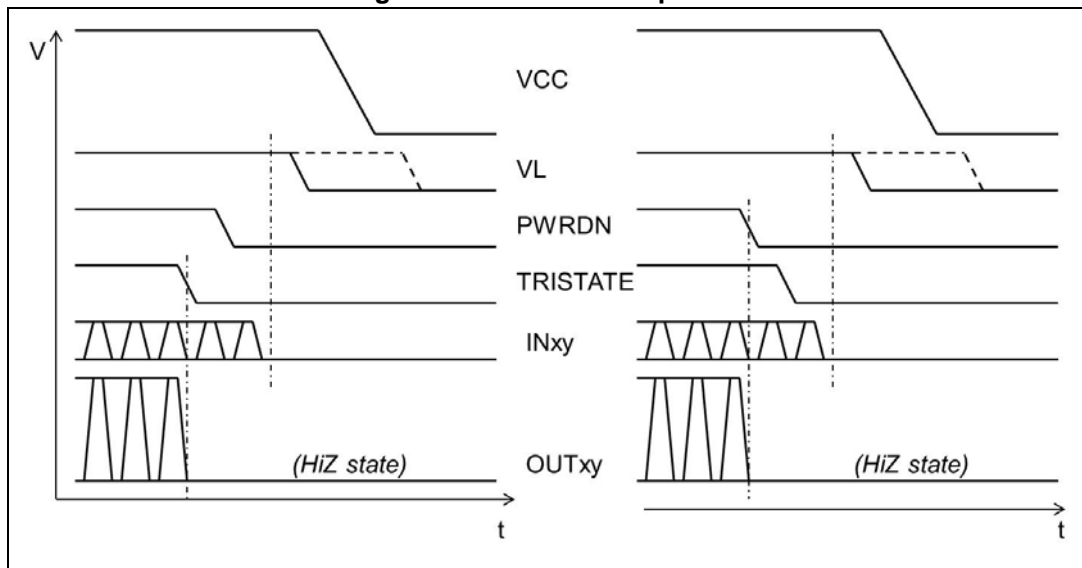 V
VCC
VL
PWRDN
TRISTATE
INxy
(HiZ state)
OUTxy
(HiZ state)
t
t